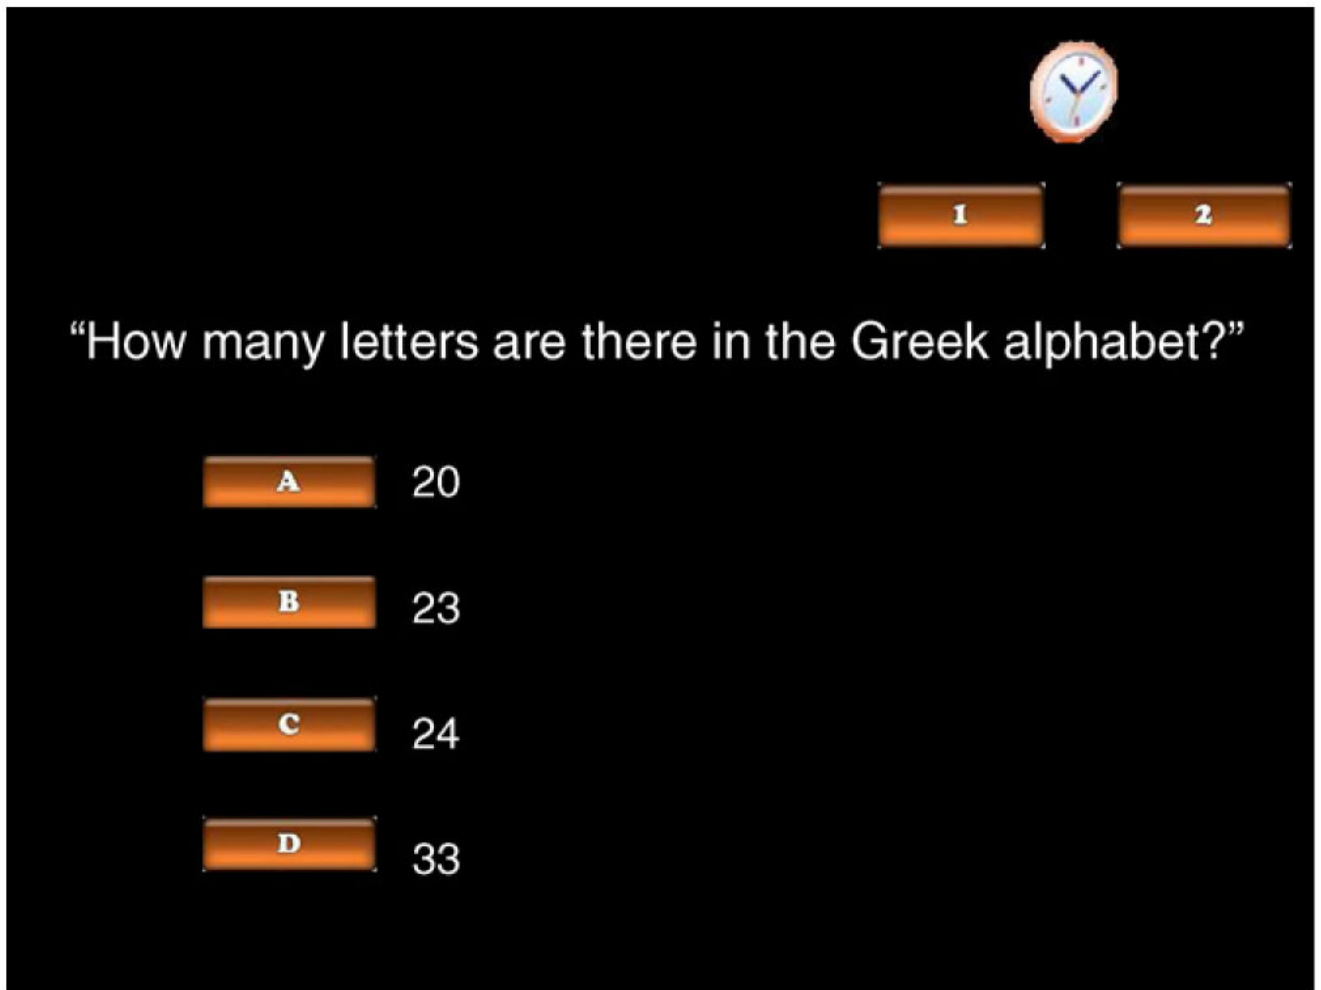 1
2
“How many letters are there in the Greek alphabet?”
A 20
B 23
C 24
D 33